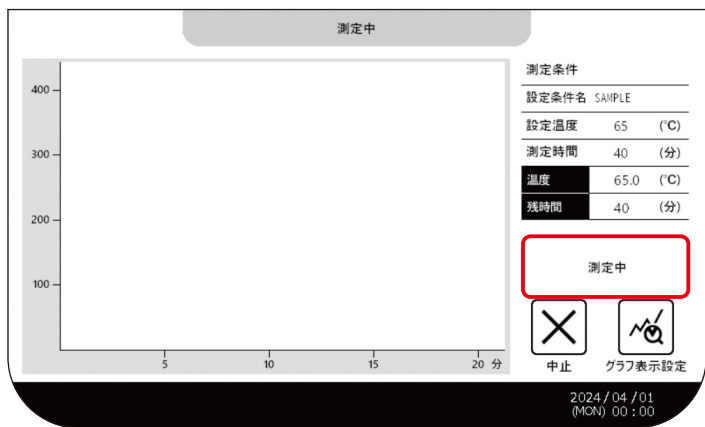 測定中
400
300
200
100
5 10 15 20 分
測定条件
設定条件名 SAMPLE
設定温度 65 (℃)
測定時間 40 (分)
温度 65.0 (℃)
残時間 40 (分)
測定中
中止 グラフ表示設定
2024/04/01
(MON) 00:00